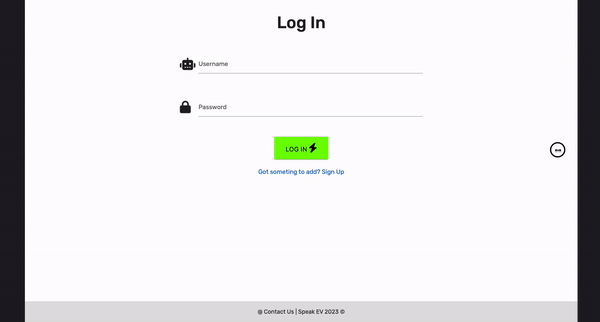 Log In
Username
Password
LOG IN
Got someting to add? Sign Up
@ Contact Us | Speak EV 2023 ©